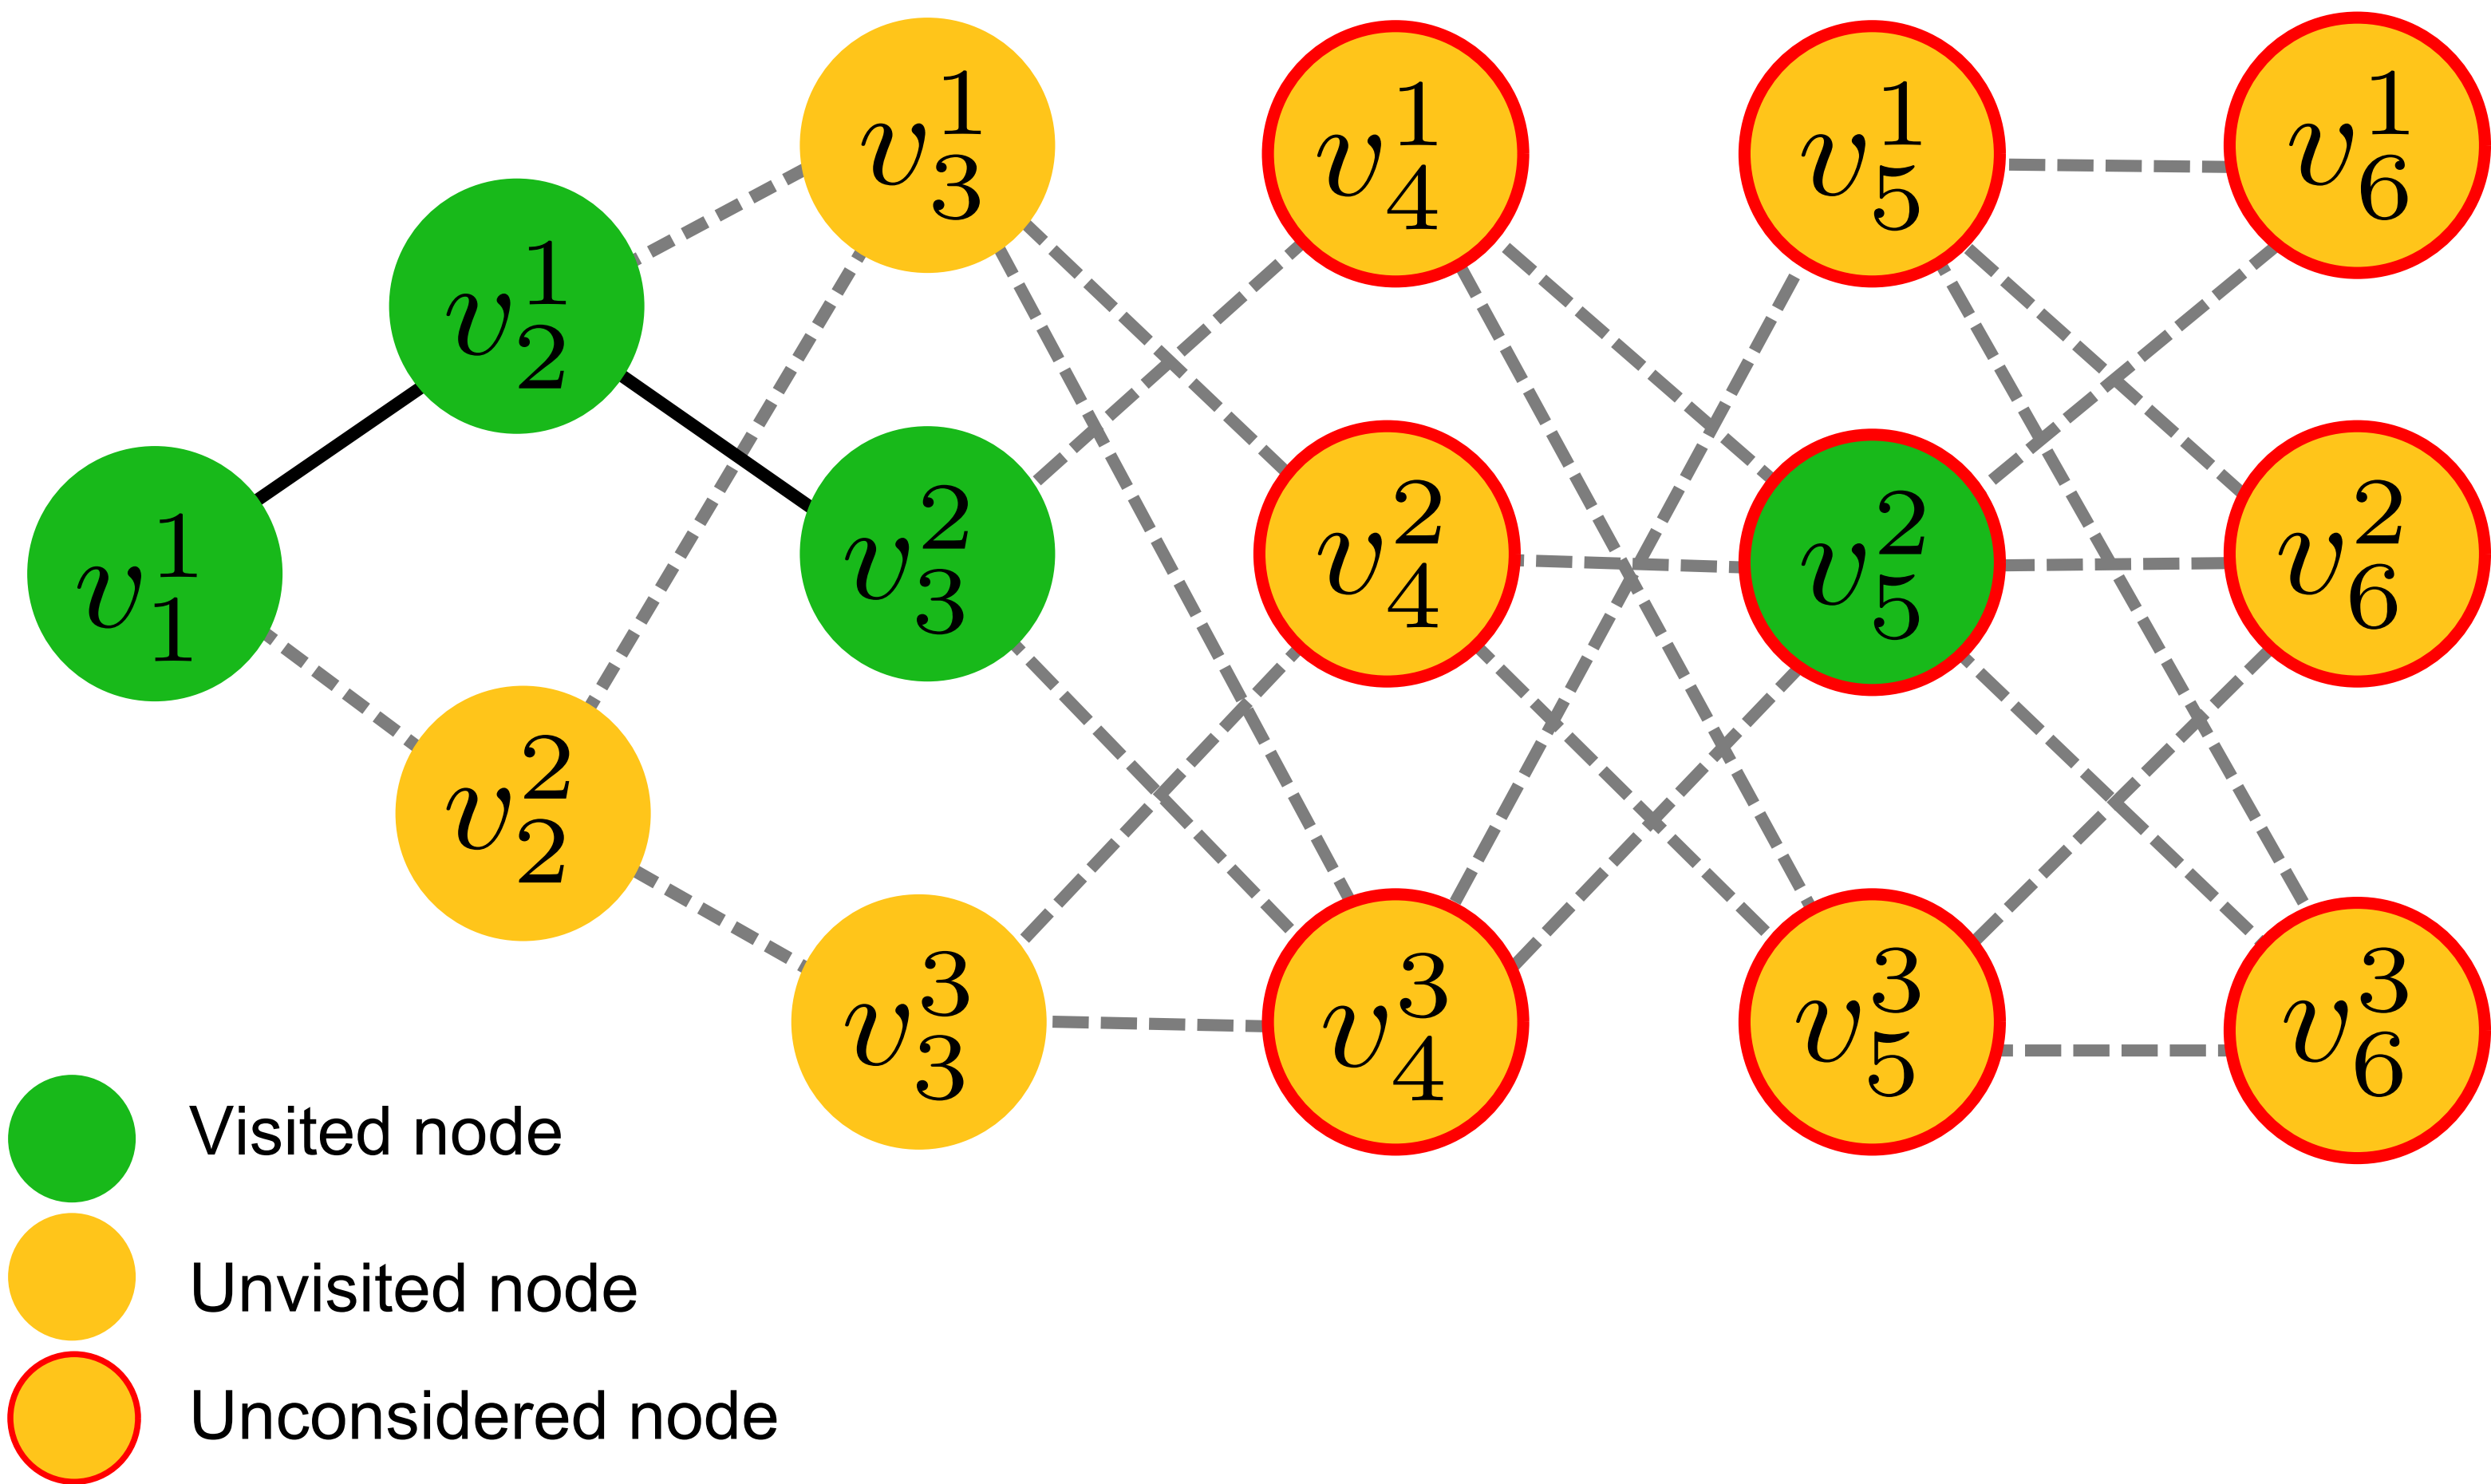 v_1^1
v_2^1
v_2^2
v_3^1
v_3^2
v_3^3
v_4^1
v_4^2
v_4^3
v_5^1
v_5^2
v_5^3
v_6^1
v_6^2
v_6^3
Visited node
Unvisited node
Unconsidered node